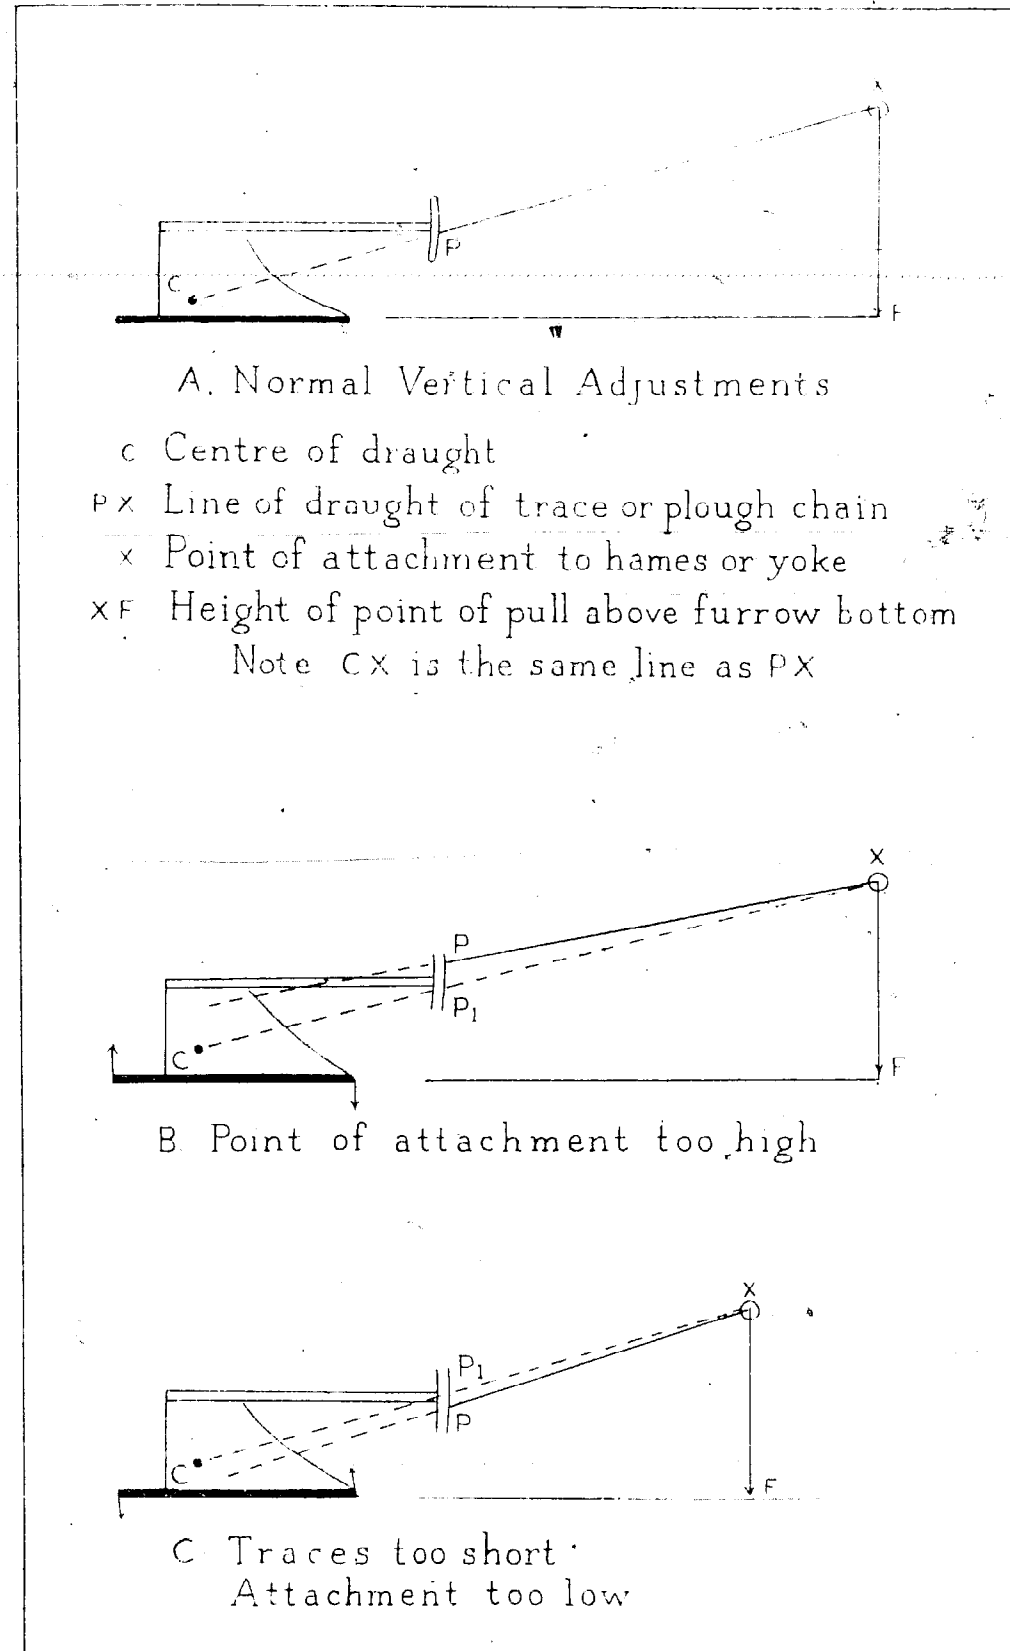 X
P
C
F
A. Normal Vertical Adjustments
C Centre of draught
PX Line of draught of trace or plough chain
X Point of attachment to hames or yoke
XF Height of point of pull above furrow bottom
Note CX is the same line as PX
X
P
P1
C
F
B Point of attachment too high
X
P1
P
C
F
C Traces too short
Attachment too low